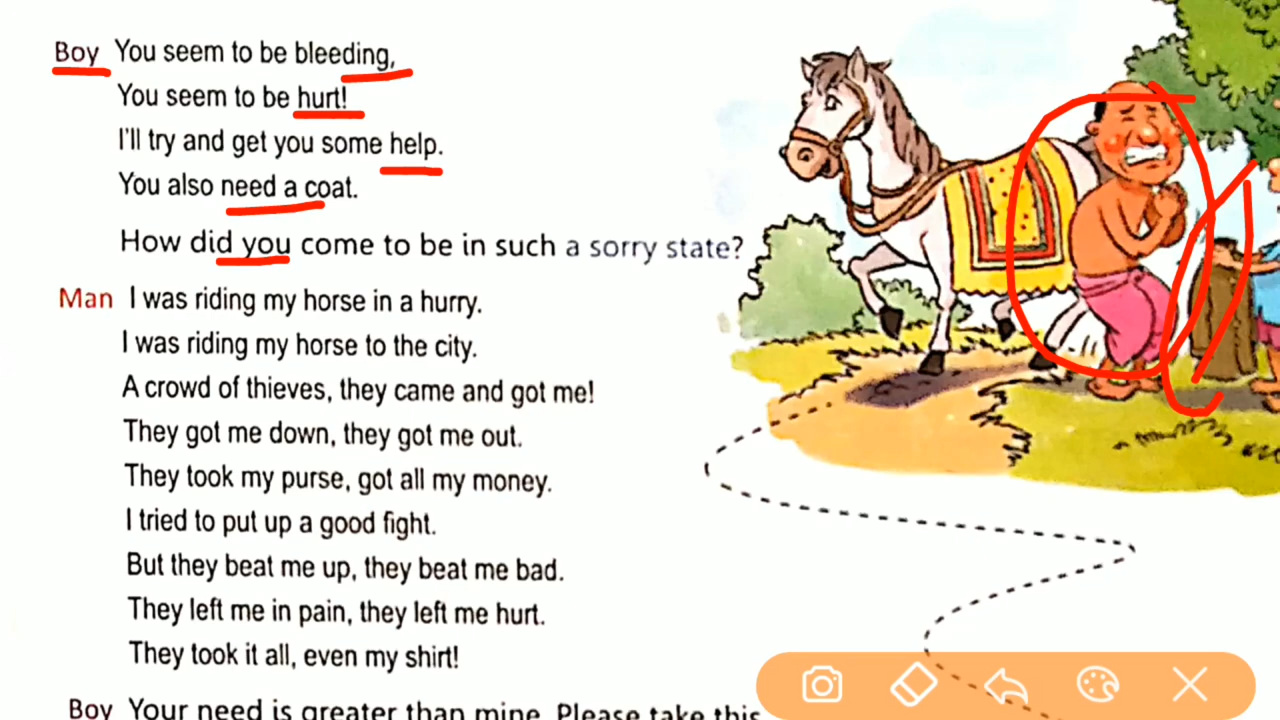 Boy You seem to be bleeding,
You seem to be hurt!
I'll try and get you some help.
You also need a coat.
How did you come to be in such a sorry state?
Man I was riding my horse in a hurry.
I was riding my horse to the city.
A crowd of thieves, they came and got me!
They got me down, they got me out.
They took my purse, got all my money.
I tried to put up a good fight.
But they beat me up, they beat me bad.
They left me in pain, they left me hurt.
They took it all, even my shirt!
Boy Your need is greater than mine. Please take this